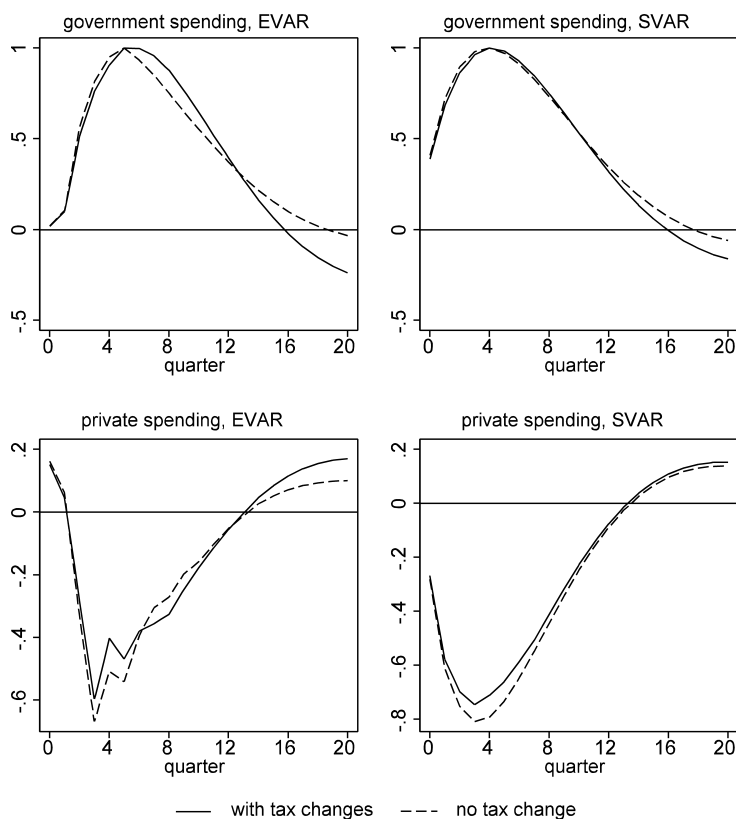 government spending, EVAR
1
.5
0
-.5
0 4 8 12 16 20
quarter
government spending, SVAR
1
.5
0
-.5
0 4 8 12 16 20
quarter
private spending, EVAR
.2
0
-.2
-.4
-.6
0 4 8 12 16 20
quarter
private spending, SVAR
.2
0
-.2
-.4
-.6
-.8
0 4 8 12 16 20
quarter
with tax changes no tax change